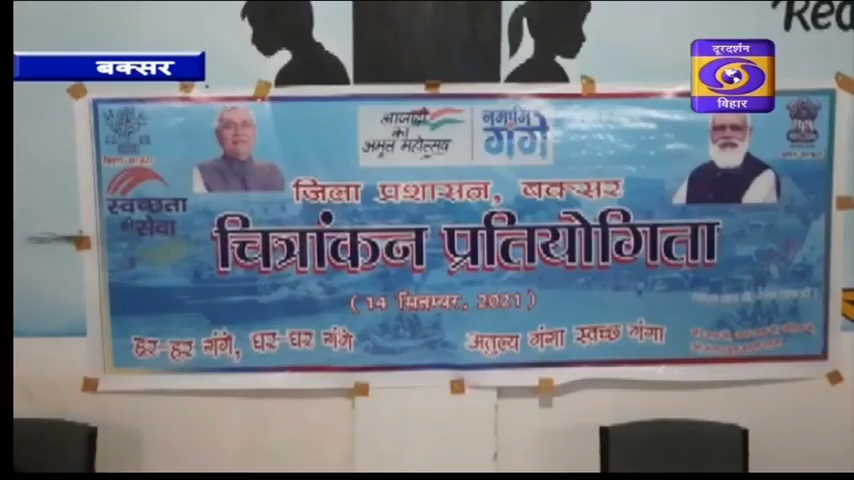 Read
बक्सर
दूरदर्शन
बिहार
आजादी
का
अमृत महोत्सव
नमामि
गंगे
स्वच्छता
ही सेवा
जिला प्रशासन, बक्सर
चित्रांकन प्रतियोगिता
(14 सितम्बर, 2021)
हर-हर गंगे, घर-घर गंगे
अतुल्य गंगा स्वच्छ गंगा